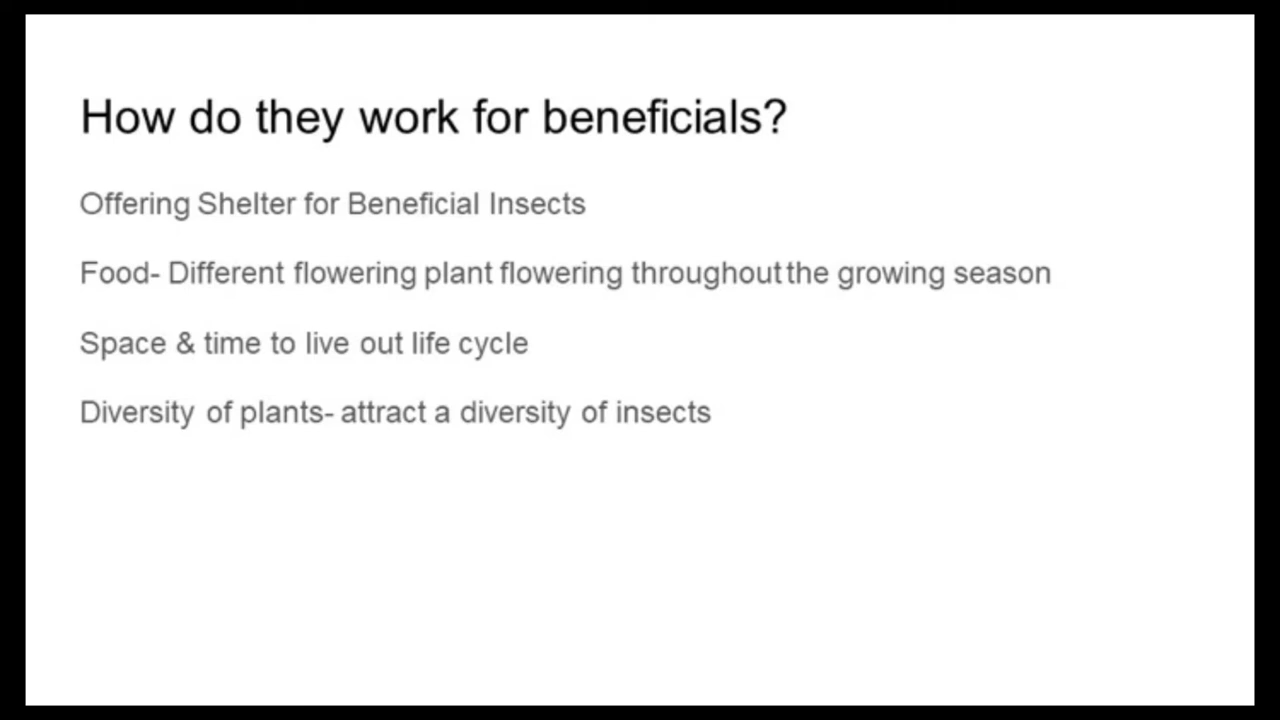 How do they work for beneficials?
Offering Shelter for Beneficial Insects
Food- Different flowering plant flowering throughout the growing season
Space & time to live out life cycle
Diversity of plants- attract a diversity of insects